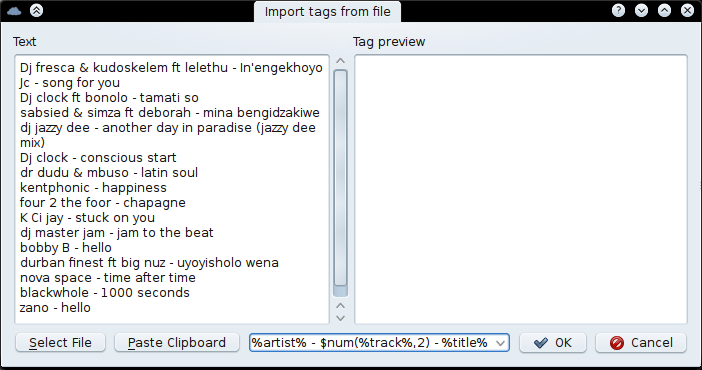 Import tags from file
Text
Tag preview
Dj fresca & kudoskelem ft lelethu - In'engekhoyo
Jc - song for you
Dj clock ft bonolo - tamati so
sabsied & simza ft deborah - mina bengidzakiwe
dj jazzy dee - another day in paradise (jazzy dee
mix)
Dj clock - conscious start
dr dudu & mbuso - latin soul
kentphonic - happiness
four 2 the foor - chapagne
K Ci jay - stuck on you
dj master jam - jam to the beat
bobby B - hello
durban finest ft big nuz - uyoyisholo wena
nova space - time after time
blackwhole - 1000 seconds
zano - hello
Select File
Paste Clipboard
%artist% - $num(%track%,2) - %title%
OK
Cancel